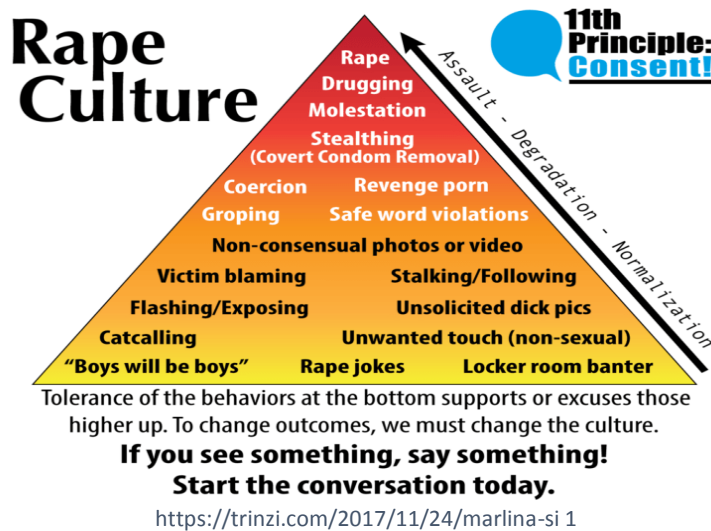 Rape
Culture
11th
Principle:
Consent!
Assault - Degradation - Normalization
Rape
Drugging
Molestation
Stealthing
(Covert Condom Removal)
Coercion Revenge porn
Groping Safe word violations
Non-consensual photos or video
Victim blaming Stalking/Following
Flashing/Exposing Unsolicited dick pics
Catcalling Unwanted touch (non-sexual)
“Boys will be boys” Rape jokes Locker room banter
Tolerance of the behaviors at the bottom supports or excuses those
higher up. To change outcomes, we must change the culture.
If you see something, say something!
Start the conversation today.
https://trinzi.com/2017/11/24/marlina-si 1